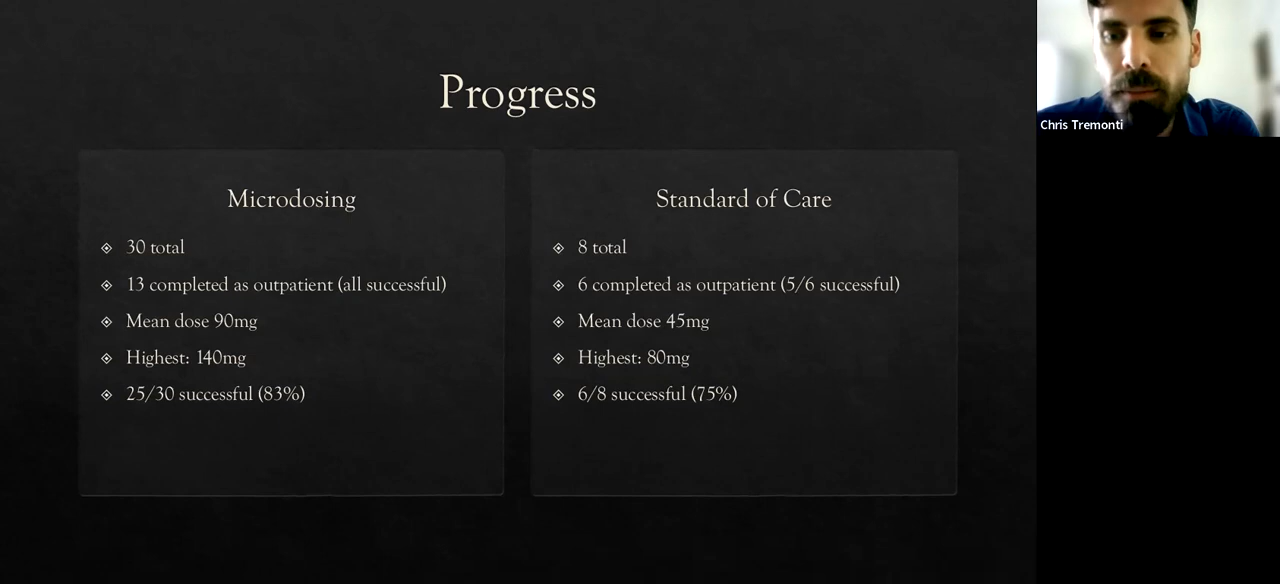 Progress
Microdosing
30 total
13 completed as outpatient (all successful)
Mean dose 90mg
Highest: 140mg
25/30 successful (83%)
Standard of Care
8 total
6 completed as outpatient (5/6 successful)
Mean dose 45mg
Highest: 80mg
6/8 successful (75%)
Chris Tremonti